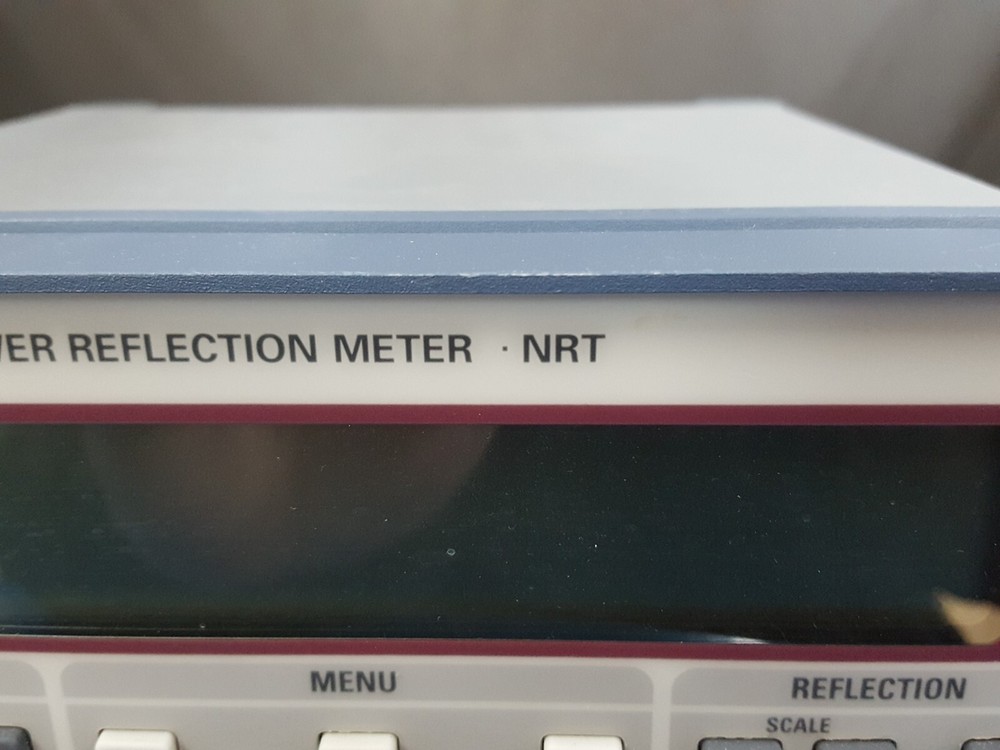 WER REFLECTION METER · NRT
MENU
REFLECTION
SCALE